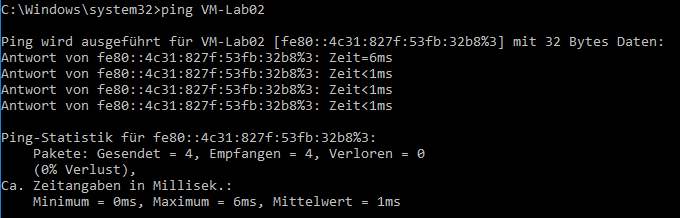 C:\Windows\system32>ping VM-Lab02
Ping wird ausgeführt für VM-Lab02 [fe80::4c31:827f:53fb:32b8%3] mit 32 Bytes Daten:
Antwort von fe80::4c31:827f:53fb:32b8%3: Zeit=6ms
Antwort von fe80::4c31:827f:53fb:32b8%3: Zeit<1ms
Antwort von fe80::4c31:827f:53fb:32b8%3: Zeit<1ms
Antwort von fe80::4c31:827f:53fb:32b8%3: Zeit<1ms
Ping-Statistik für fe80::4c31:827f:53fb:32b8%3:
    Pakete: Gesendet = 4, Empfangen = 4, Verloren = 0
    (0% Verlust),
Ca. Zeitangaben in Millisek.:
    Minimum = 0ms, Maximum = 6ms, Mittelwert = 1ms